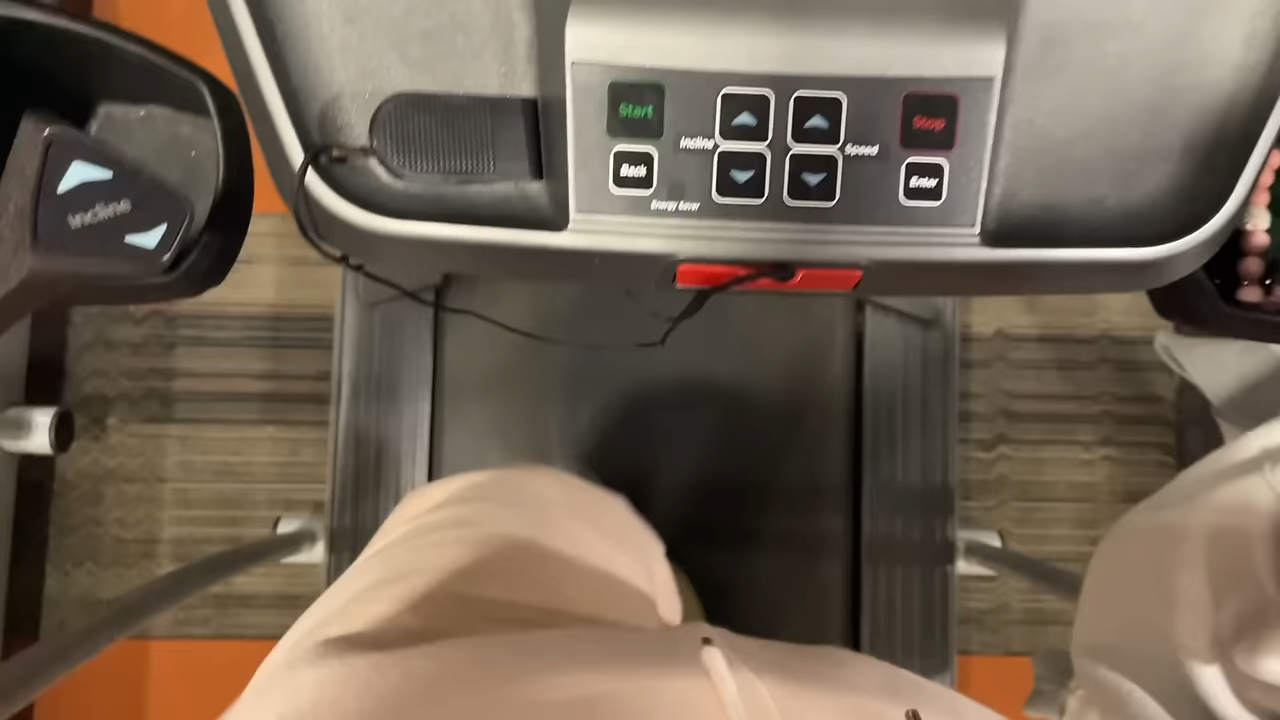 Start
Stop
Incline
Speed
Back
Enter
Energy Saver
Incline